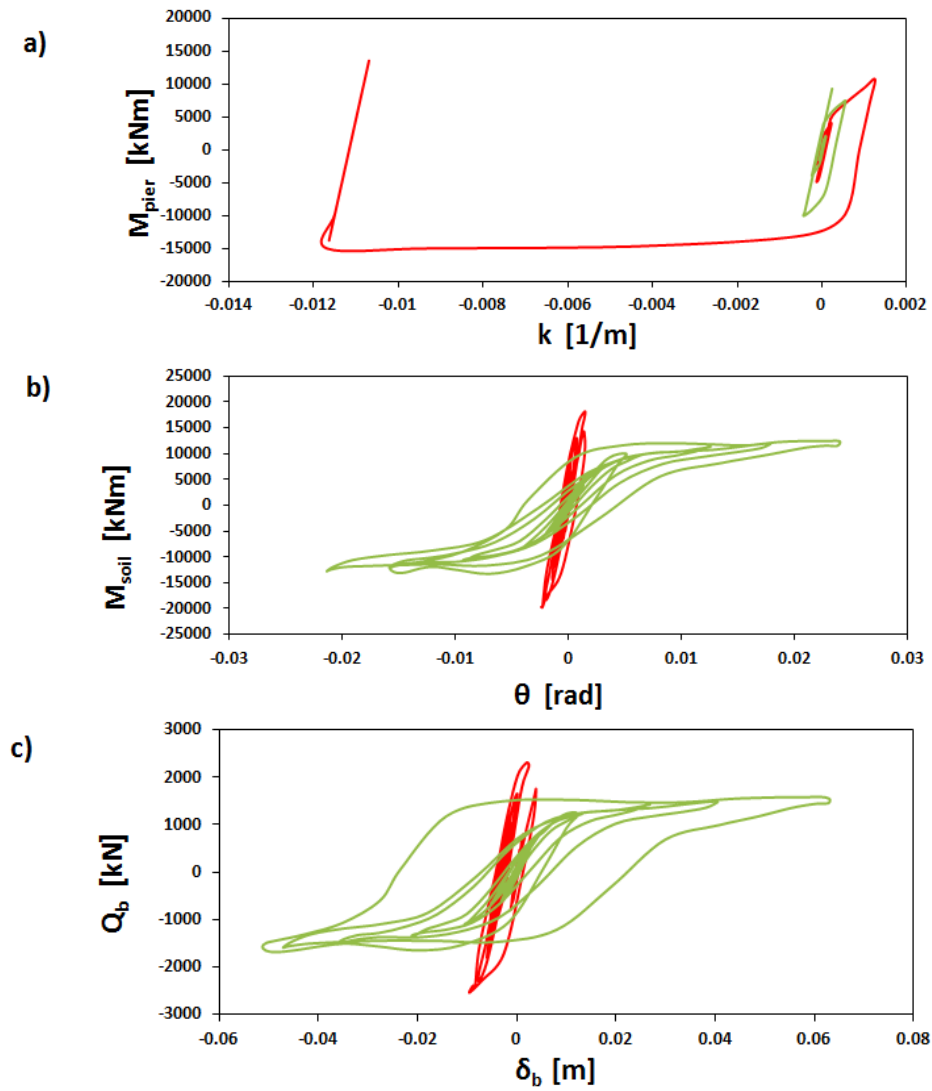 a)
M_pier [kNm]
20000
15000
10000
5000
0
-5000
-10000
-15000
-20000
-0.014 -0.012 -0.01 -0.008 -0.006 -0.004 -0.002 0 0.002
k [1/m]
b)
M_soil [kNm]
25000
20000
15000
10000
5000
0
-5000
-10000
-15000
-20000
-25000
-0.03 -0.02 -0.01 0 0.01 0.02 0.03
θ [rad]
c)
Q_b [kN]
3000
2000
1000
0
-1000
-2000
-3000
-0.06 -0.04 -0.02 0 0.02 0.04 0.06 0.08
δ_b [m]